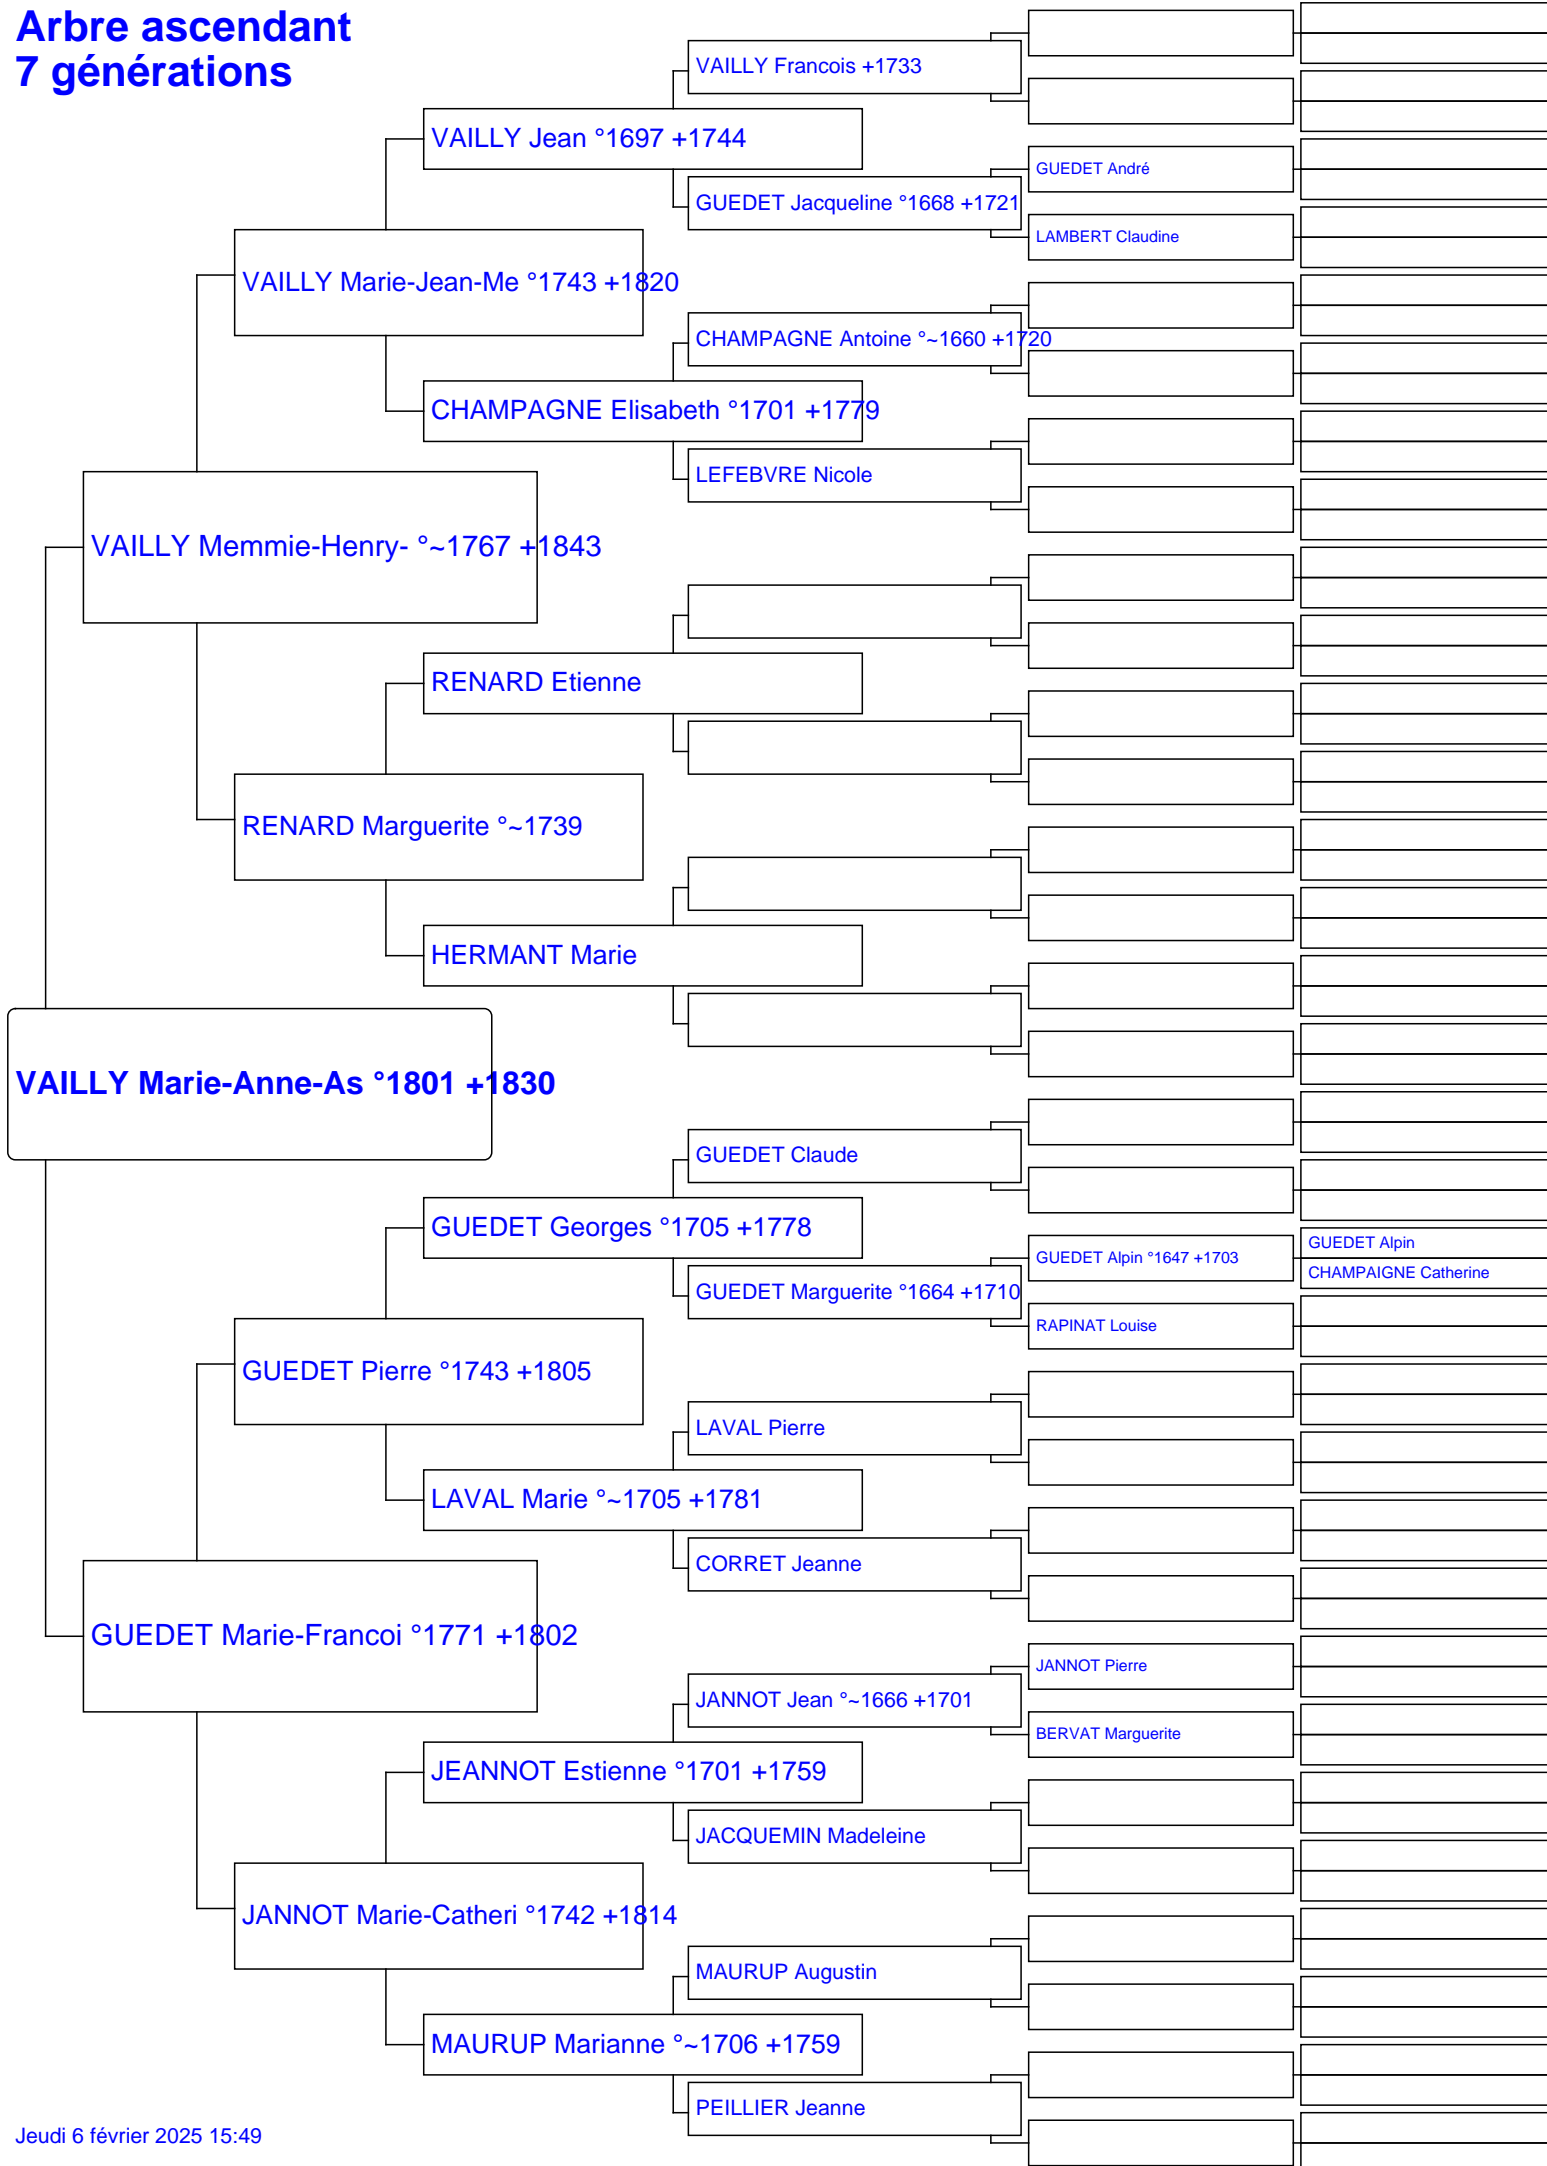 Arbre ascendant
7 générations
VAILLY Francois +1733
VAILLY Jean °1697 +1744
GUEDET André
GUEDET Jacqueline °1668 +1721
LAMBERT Claudine
VAILLY Marie-Jean-Me °1743 +1820
CHAMPAGNE Antoine °~1660 +1720
CHAMPAGNE Elisabeth °1701 +1779
LEFEBVRE Nicole
VAILLY Memmie-Henry- °~1767 +1843
RENARD Etienne
RENARD Marguerite °~1739
HERMANT Marie
VAILLY Marie-Anne-As °1801 +1830
GUEDET Claude
GUEDET Georges °1705 +1778
GUEDET Alpin
GUEDET Alpin °1647 +1703
CHAMPAIGNE Catherine
GUEDET Marguerite °1664 +1710
RAPINAT Louise
GUEDET Pierre °1743 +1805
LAVAL Pierre
LAVAL Marie °~1705 +1781
CORRET Jeanne
GUEDET Marie-Francoi °1771 +1802
JANNOT Pierre
JANNOT Jean °~1666 +1701
BERVAT Marguerite
JEANNOT Estienne °1701 +1759
JACQUEMIN Madeleine
JANNOT Marie-Catheri °1742 +1814
MAURUP Augustin
MAURUP Marianne °~1706 +1759
PEILLIER Jeanne
Jeudi 6 février 2025 15:49